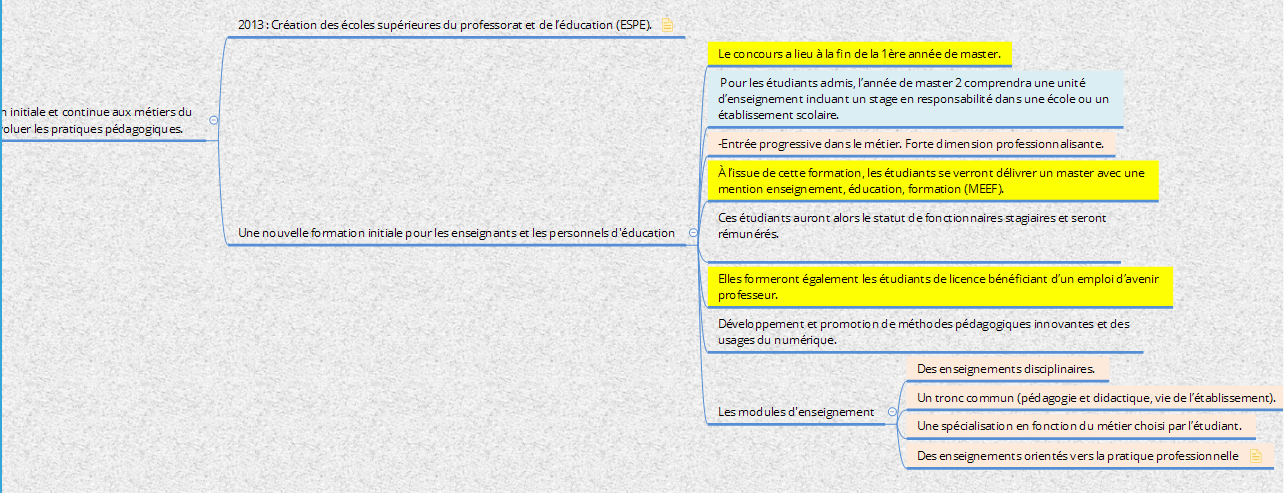 2013 : Création des écoles supérieures du professorat et de l'éducation (ESPE).
n initiale et continue aux métiers du
voluer les pratiques pédagogiques.
Une nouvelle formation initiale pour les enseignants et les personnels d'éducation
Le concours a lieu à la fin de la 1ère année de master.
Pour les étudiants admis, l'année de master 2 comprendra une unité
d'enseignement incluant un stage en responsabilité dans une école ou un
établissement scolaire.
-Entrée progressive dans le métier. Forte dimension professionnalisante.
À l'issue de cette formation, les étudiants se verront délivrer un master avec une
mention enseignement, éducation, formation (MEEF).
Ces étudiants auront alors le statut de fonctionnaires stagiaires et seront
rémunérés.
Elles formeront également les étudiants de licence bénéficiant d'un emploi d'avenir
professeur.
Développement et promotion de méthodes pédagogiques innovantes et des
usages du numérique.
Les modules d'enseignement
Des enseignements disciplinaires.
Un tronc commun (pédagogie et didactique, vie de l'établissement).
Une spécialisation en fonction du métier choisi par l'étudiant.
Des enseignements orientés vers la pratique professionnelle